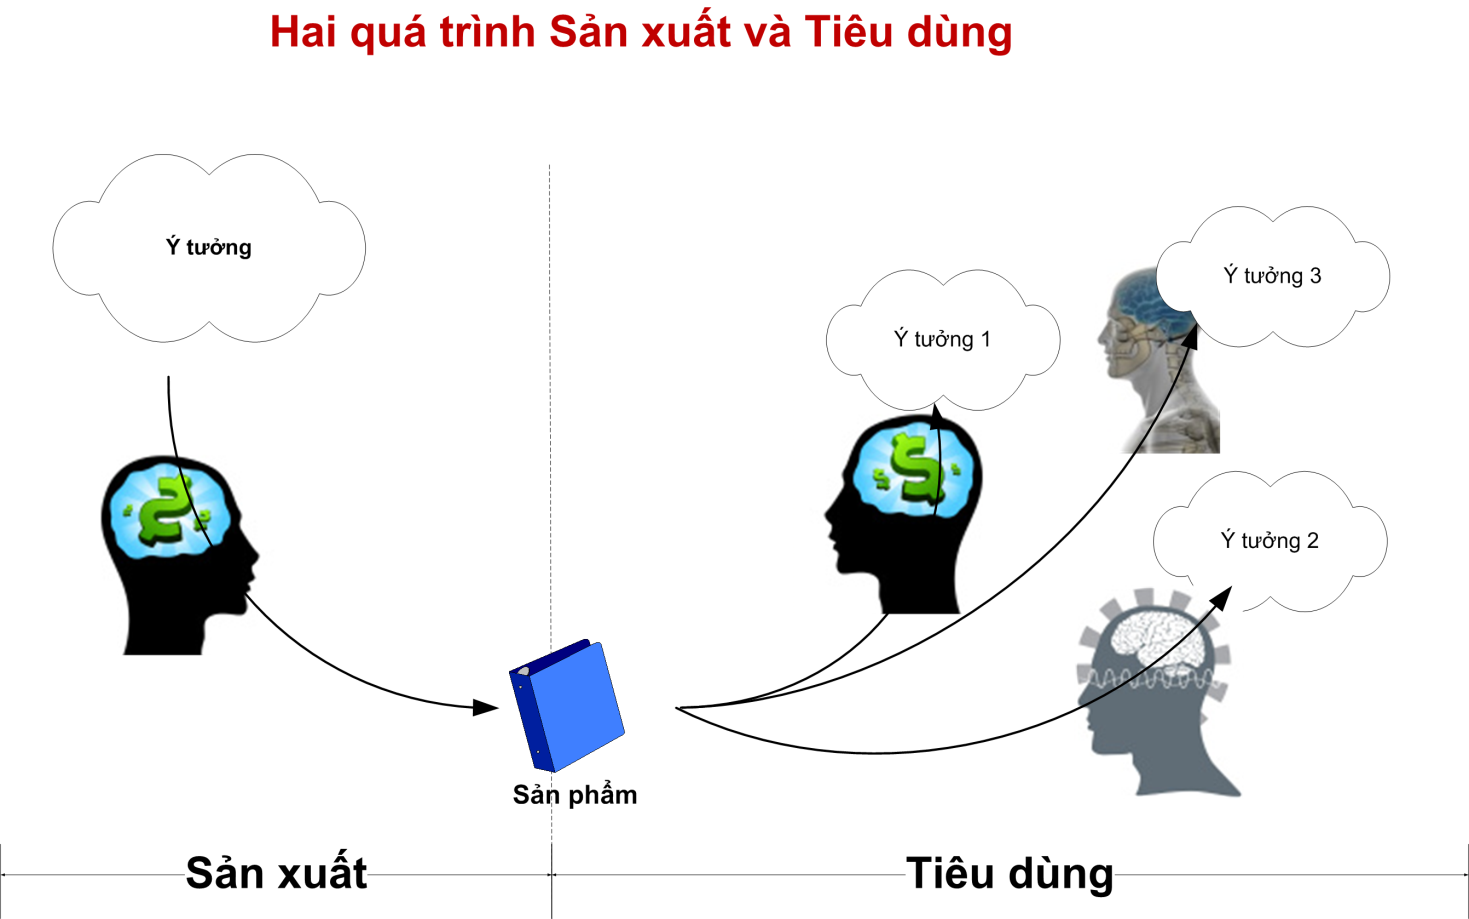 Hai quá trình Sản xuất và Tiêu dùng
Ý tưởng
Ý tưởng 3
Ý tưởng 1
Ý tưởng 2
Sản phẩm
Sản xuất
Tiêu dùng